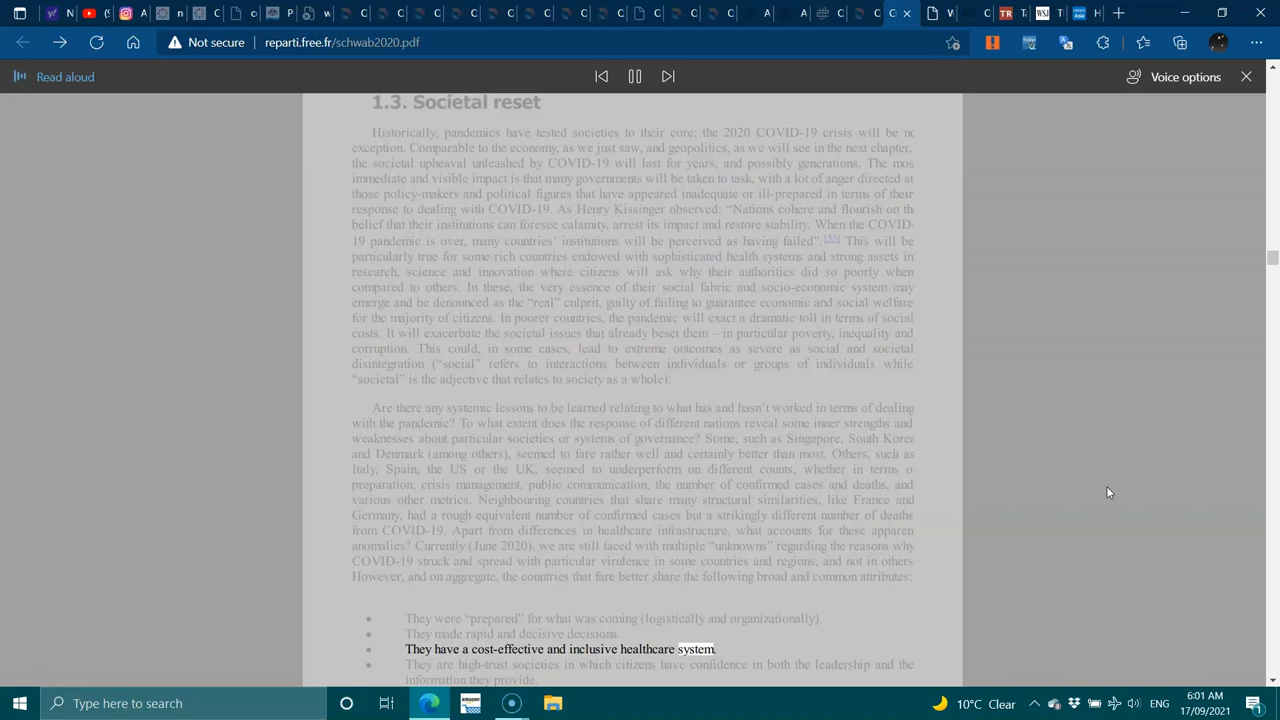 Not secure
reparti.free.fr/schwab2020.pdf
Read aloud
Voice options
1.3. Societal reset
Historically, pandemics have tested societies to their core; the 2020 COVID-19 crisis will be no
exception. Comparable to the economy, as we just saw, and geopolitics, as we will see in the next chapter,
the societal upheaval unleashed by COVID-19 will last for years, and possibly generations. The mos
immediate and visible impact is that many governments will be taken to task, with a lot of anger directed at
those policy-makers and political figures that have appeared inadequate or ill-prepared in terms of their
response to dealing with COVID-19. As Henry Kissinger observed: “Nations cohere and flourish on th
belief that their institutions can foresee calamity, arrest its impact and restore stability. When the COVID-
19 pandemic is over, many countries’ institutions will be perceived as having failed”. [55] This will be
particularly true for some rich countries endowed with sophisticated health systems and strong assets in
research, science and innovation where citizens will ask why their authorities did so poorly when
compared to others. In these, the very essence of their social fabric and socio-economic system may
emerge and be denounced as the “real” culprit, guilty of failing to guarantee economic and social welfare
for the majority of citizens. In poorer countries, the pandemic will exact a dramatic toll in terms of social
costs. It will exacerbate the societal issues that already beset them – in particular poverty, inequality and
corruption. This could, in some cases, lead to extreme outcomes as severe as social and societal
disintegration (“social” refers to interactions between individuals or groups of individuals while
“societal” is the adjective that relates to society as a whole).
Are there any systemic lessons to be learned relating to what has and hasn’t worked in terms of dealing
with the pandemic? To what extent does the response of different nations reveal some inner strengths and
weaknesses about particular societies or systems of governance? Some, such as Singapore, South Korea
and Denmark (among others), seemed to fare rather well and certainly better than most. Others, such as
Italy, Spain, the US or the UK, seemed to underperform on different counts, whether in terms o
preparation, crisis management, public communication, the number of confirmed cases and deaths, and
various other metrics. Neighbouring countries that share many structural similarities, like France and
Germany, had a rough equivalent number of confirmed cases but a strikingly different number of deaths
from COVID-19. Apart from differences in healthcare infrastructure, what accounts for these apparen
anomalies? Currently (June 2020), we are still faced with multiple “unknowns” regarding the reasons why
COVID-19 struck and spread with particular virulence in some countries and regions, and not in others
However, and on aggregate, the countries that fare better share the following broad and common attributes:
• They were “prepared” for what was coming (logistically and organizationally).
• They made rapid and decisive decisions.
• They have a cost-effective and inclusive healthcare system.
• They are high-trust societies in which citizens have confidence in both the leadership and the
information they provide.
Type here to search
10°C Clear
ENG
6:01 AM
17/09/2021